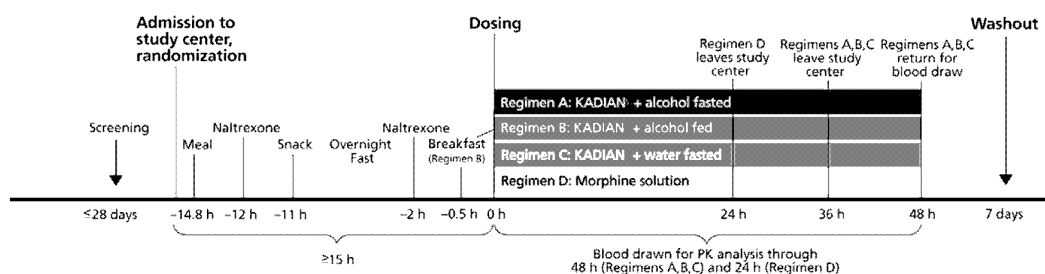 Admission to
study center,
randomization
Dosing
Washout
Regimen D
leaves study
center
Regimens A,B,C
leave study
center
Regimens A,B,C
return for
blood draw
Screening
Meal
Naltrexone
Snack
Overnight
Fast
Naltrexone
Breakfast
(Regimen B)
Regimen A: KADIAN + alcohol fasted
Regimen B: KADIAN + alcohol fed
Regimen C: KADIAN + water fasted
Regimen D: Morphine solution
≤28 days
–14.8 h
–12 h
–11 h
–2 h
–0.5 h
0 h
24 h
36 h
48 h
7 days
≥15 h
Blood drawn for PK analysis through
48 h (Regimens A,B,C) and 24 h (Regimen D)